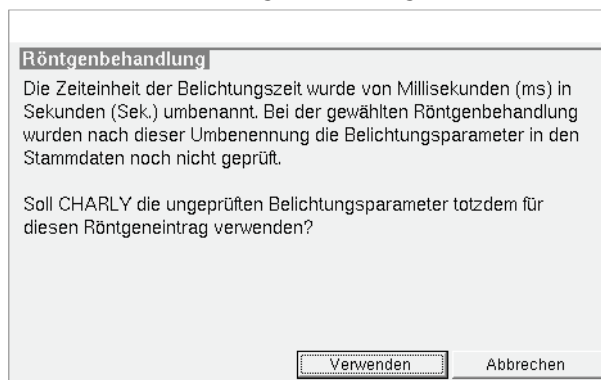 Röntgenbehandlung
Die Zeiteinheit der Belichtungszeit wurde von Millisekunden (ms) in
Sekunden (Sek.) umbenannt. Bei der gewählten Röntgenbehandlung
wurden nach dieser Umbenennung die Belichtungsparameter in den
Stammdaten noch nicht geprüft.
Soll CHARLY die ungeprüften Belichtungsparameter totzdem für
diesen Röntgeneintrag verwenden?
Verwenden Abbrechen